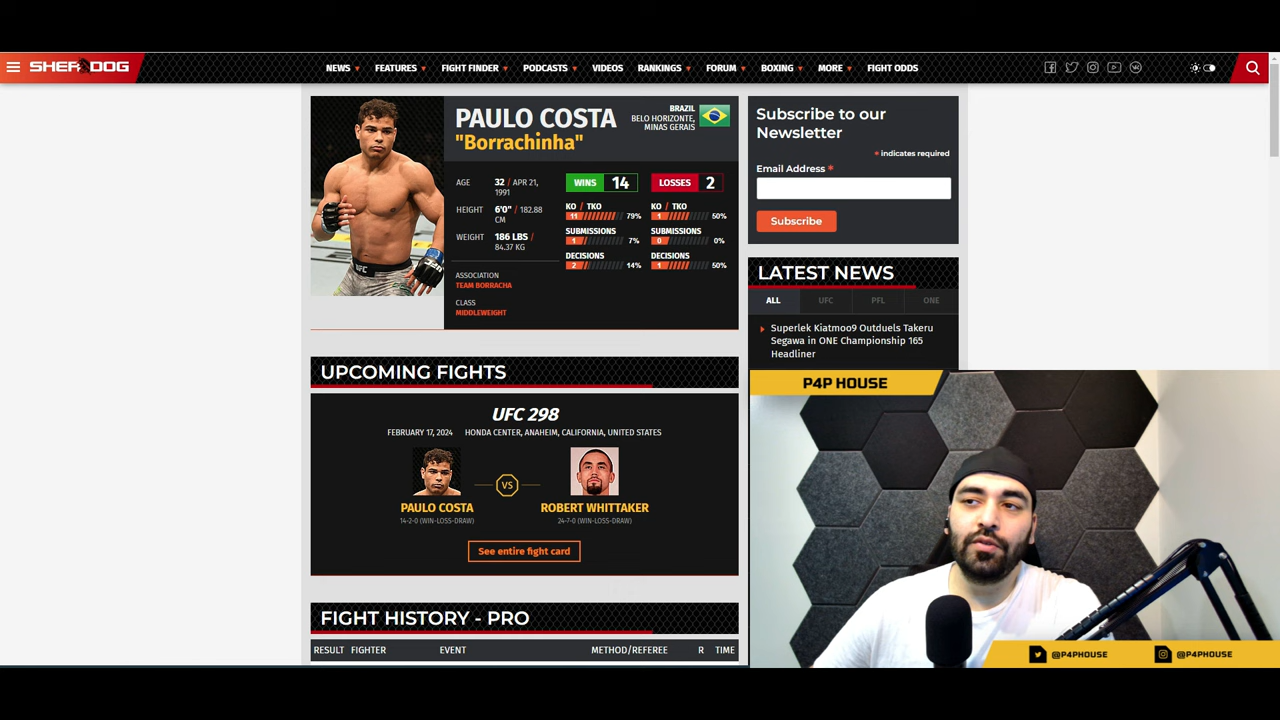 SHERDOG
NEWS FEATURES FIGHT FINDER PODCASTS VIDEOS RANKINGS FORUM BOXING MORE FIGHT ODDS
PAULO COSTA
"Borrachinha"
BRAZIL
BELO HORIZONTE,
MINAS GERAIS
AGE 32 / APR 21,
1991
HEIGHT 6'0" / 182.88
CM
WEIGHT 186 LBS /
84.37 KG
ASSOCIATION
TEAM BORRACHA
CLASS
MIDDLEWEIGHT
WINS 14
KO / TKO
11 79%
SUBMISSIONS
1 7%
DECISIONS
2 14%
LOSSES 2
KO / TKO
1 50%
SUBMISSIONS
0 0%
DECISIONS
1 50%
UFC
UPCOMING FIGHTS
UFC 298
FEBRUARY 17, 2024 HONDA CENTER, ANAHEIM, CALIFORNIA, UNITED STATES
VS
PAULO COSTA
14-2-0 (WIN-LOSS-DRAW)
ROBERT WHITTAKER
24-7-0 (WIN-LOSS-DRAW)
See entire fight card
FIGHT HISTORY - PRO
RESULT FIGHTER EVENT METHOD/REFEREE R TIME
Subscribe to our
Newsletter
* indicates required
Email Address *
Subscribe
LATEST NEWS
ALL UFC PFL ONE
Superlek Kiatmoo9 Outduels Takeru
Segawa in ONE Championship 165
Headliner
P4P HOUSE
@P4PHOUSE @P4PHOUSE